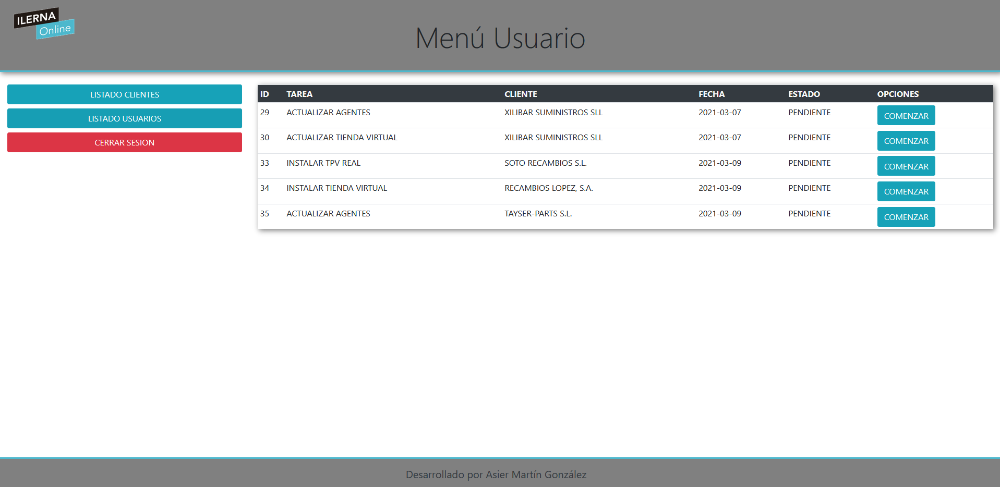 ILERNA
Online
Menú Usuario
LISTADO CLIENTES
LISTADO USUARIOS
CERRAR SESION
ID TAREA CLIENTE FECHA ESTADO OPCIONES
29 ACTUALIZAR AGENTES XILIBAR SUMINISTROS SLL 2021-03-07 PENDIENTE COMENZAR
30 ACTUALIZAR TIENDA VIRTUAL XILIBAR SUMINISTROS SLL 2021-03-07 PENDIENTE COMENZAR
33 INSTALAR TPV REAL SOTO RECAMBIOS S.L. 2021-03-09 PENDIENTE COMENZAR
34 INSTALAR TIENDA VIRTUAL RECAMBIOS LOPEZ, S.A. 2021-03-09 PENDIENTE COMENZAR
35 ACTUALIZAR AGENTES TAYSER-PARTS S.L. 2021-03-09 PENDIENTE COMENZAR
Desarrollado por Asier Martín González